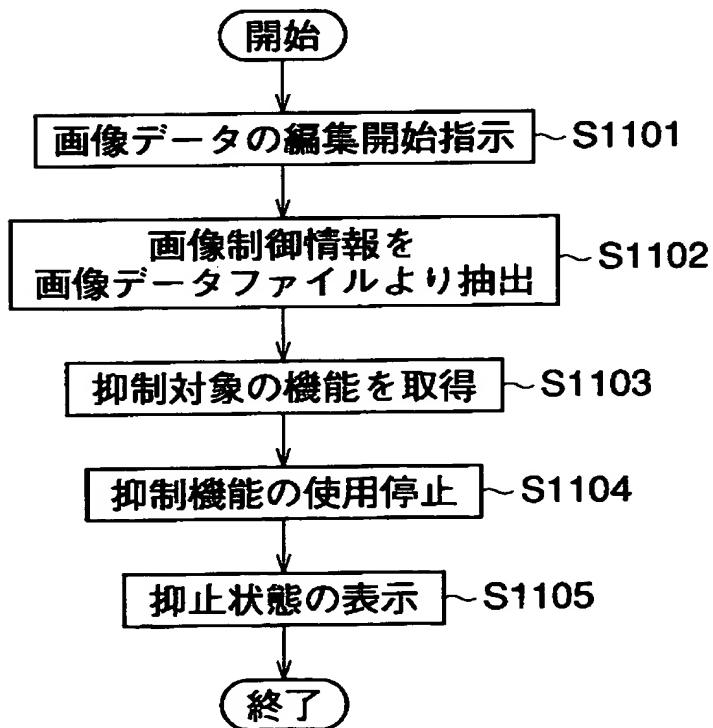 開始
画像データの編集開始指示 ~S1101
画像制御情報を
画像データファイルより抽出 ~S1102
抑制対象の機能を取得 ~S1103
抑制機能の使用停止 ~S1104
抑止状態の表示 ~S1105
終了